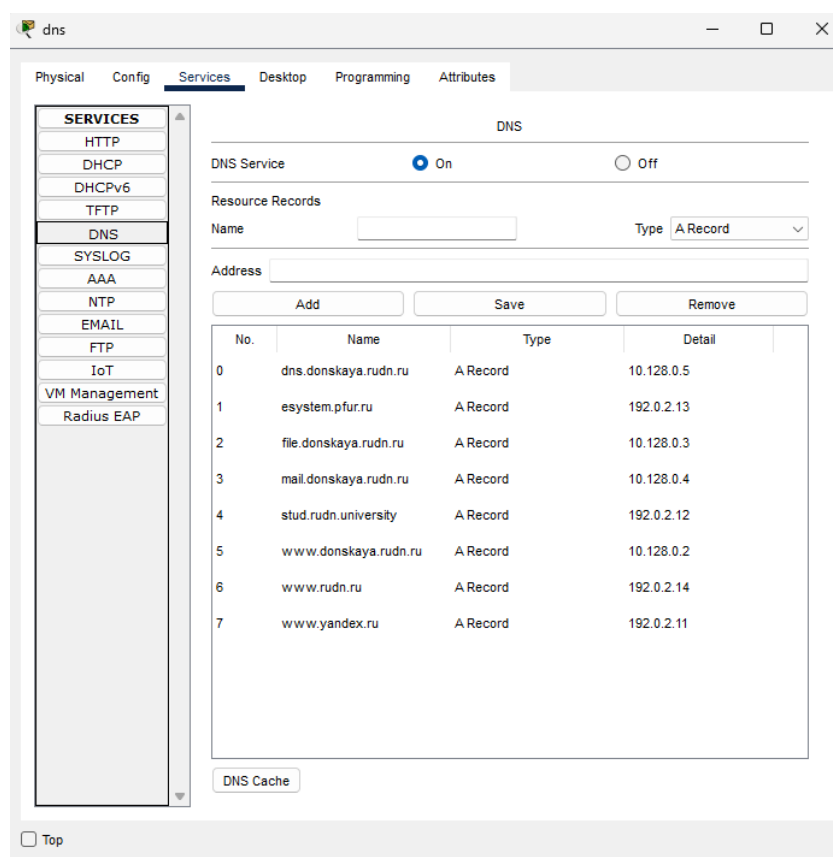 dns
Physical Config Services Desktop Programming Attributes
SERVICES
HTTP
DHCP
DHCPv6
TFTP
DNS
SYSLOG
AAA
NTP
EMAIL
FTP
IoT
VM Management
Radius EAP
DNS
DNS Service On Off
Resource Records
Name Type A Record
Address
Add Save Remove
No. Name Type Detail
0 dns.donskaya.rudn.ru A Record 10.128.0.5
1 esystem.pfur.ru A Record 192.0.2.13
2 file.donskaya.rudn.ru A Record 10.128.0.3
3 mail.donskaya.rudn.ru A Record 10.128.0.4
4 stud.rudn.university A Record 192.0.2.12
5 www.donskaya.rudn.ru A Record 10.128.0.2
6 www.rudn.ru A Record 192.0.2.14
7 www.yandex.ru A Record 192.0.2.11
DNS Cache
Top